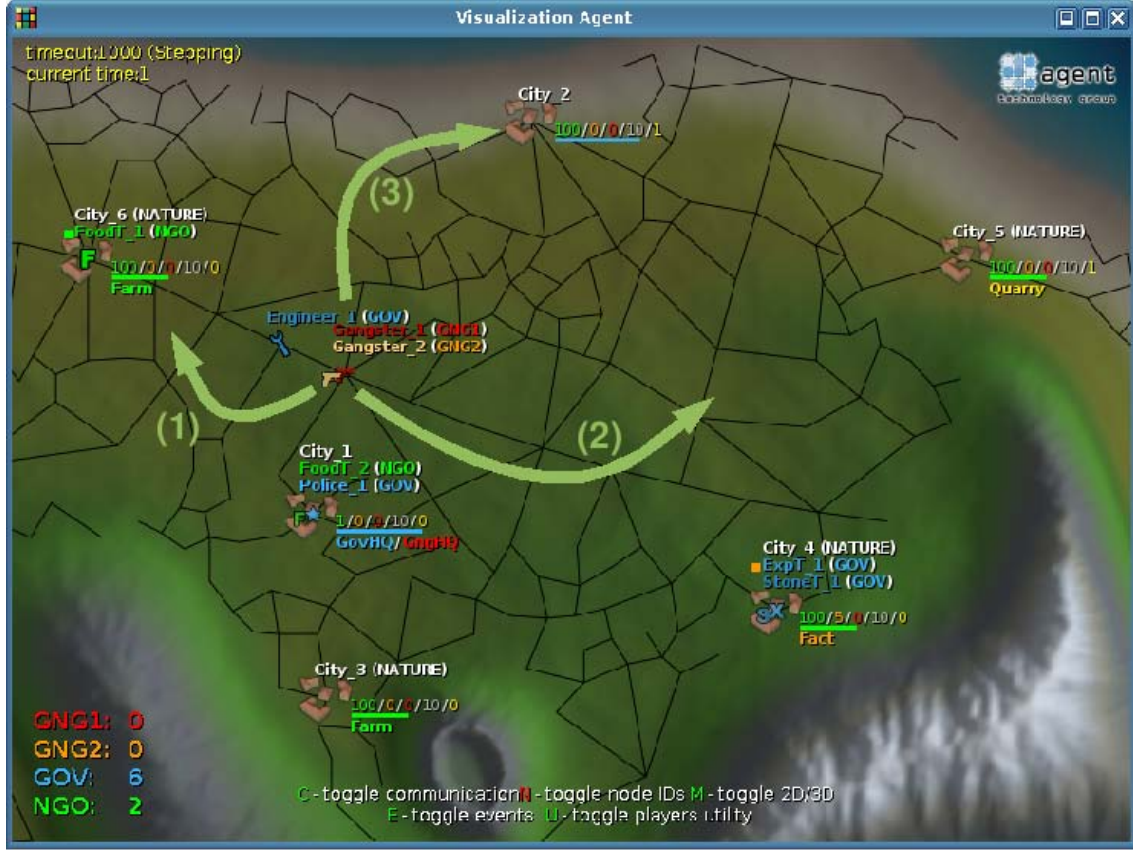 Visualization Agent
timeout:1000 (Stepping)
current time:1
agent
technology group
City_2
100/0/0/10/1
(3)
City_6 (NATURE)
FoodT_1 (NGO)
F
100/0/0/10/0
Farm
City_5 (NATURE)
100/0/0/10/1
Quarry
Engineer_1 (GOV)
Gangster_1 (GNG1)
Gangster_2 (GNG2)
(1)
(2)
City_1
FoodT_2 (NGO)
Police_1 (GOV)
F
1/0/0/10/0
GovHQ/GngHQ
City_4 (NATURE)
ExpT_1 (GOV)
StoneT_1 (GOV)
SX
100/5/0/10/0
Fact
City_3 (NATURE)
100/0/0/10/0
Farm
GNG1: 0
GNG2: 0
GOV: 6
NGO: 2
C - toggle communication N - toggle node IDs M - toggle 2D/3D
E - toggle events U - toggle players utilty